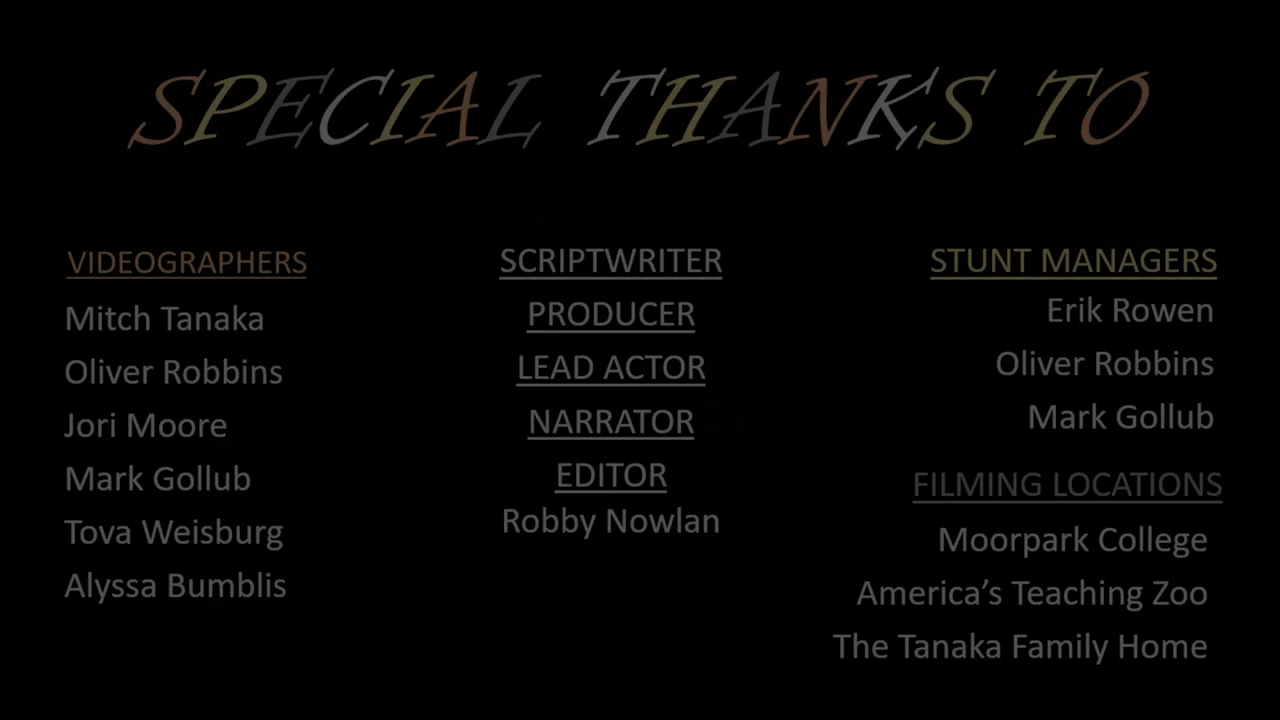 SPECIAL THANKS TO
VIDEOGRAPHERS
Mitch Tanaka
Oliver Robbins
Jori Moore
Mark Gollub
Tova Weisburg
Alyssa Bumblis
SCRIPTWRITER
PRODUCER
LEAD ACTOR
NARRATOR
EDITOR
Robby Nowlan
STUNT MANAGERS
Erik Rowen
Oliver Robbins
Mark Gollub
FILMING LOCATIONS
Moorpark College
America’s Teaching Zoo
The Tanaka Family Home